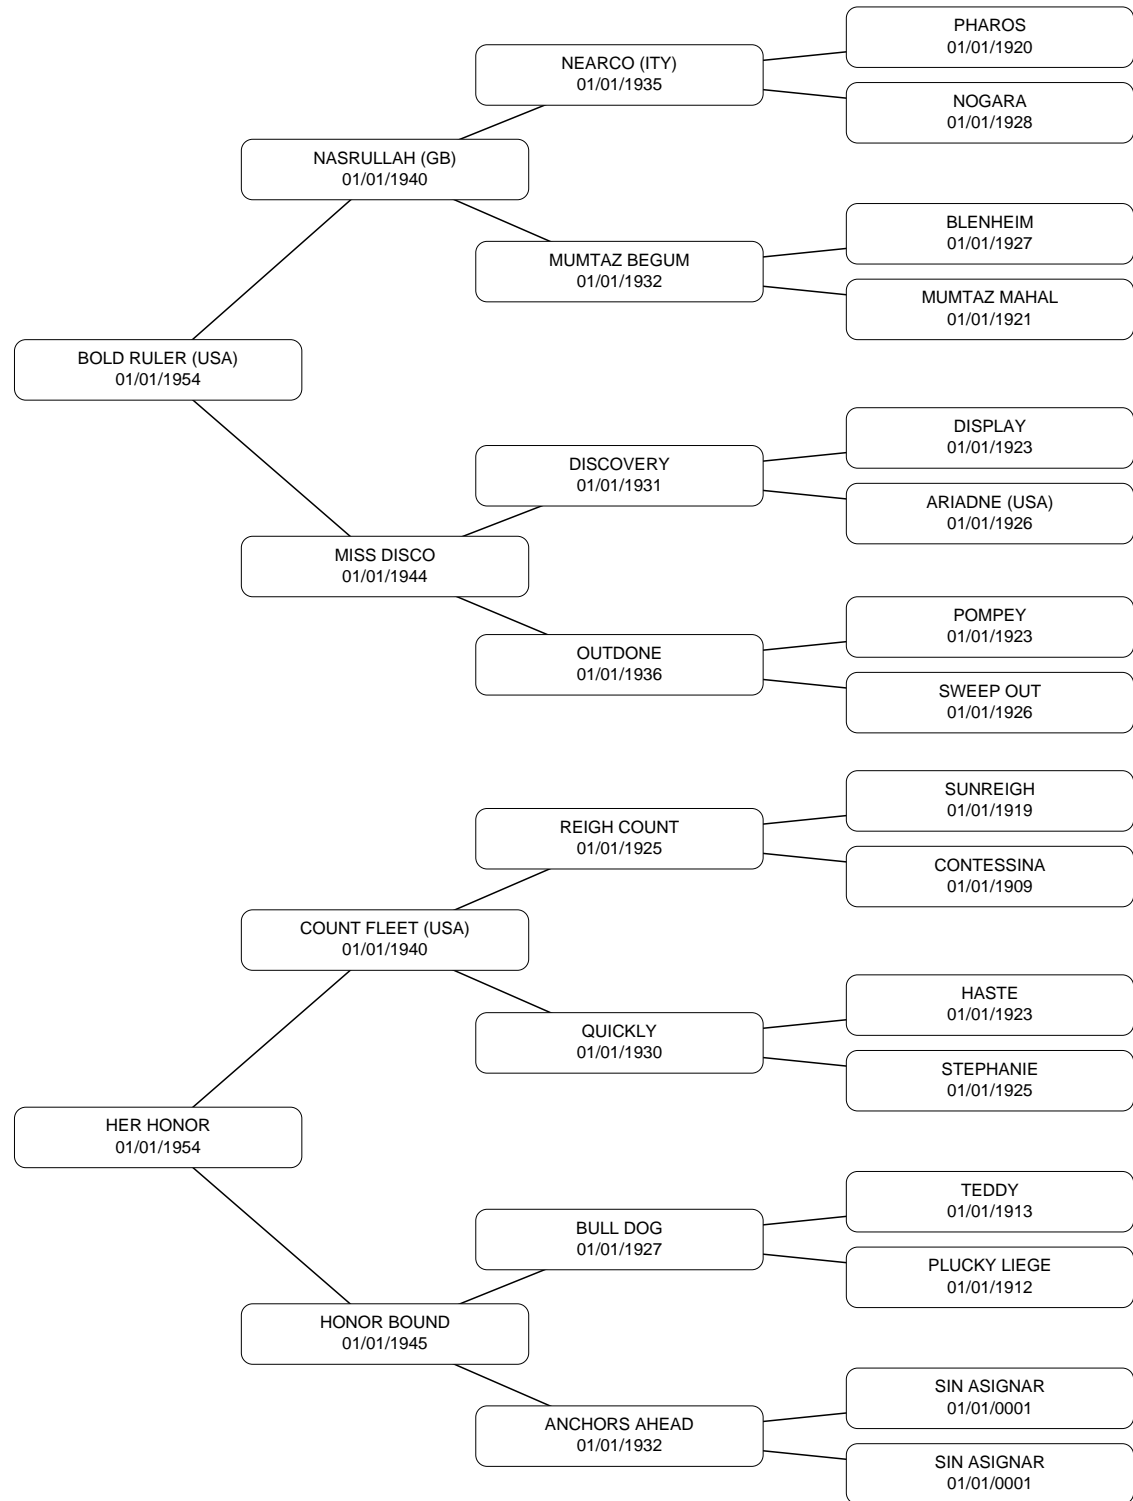 PHAROS
01/01/1920
NEARCO (ITY)
01/01/1935
NOGARA
01/01/1928
NASRULLAH (GB)
01/01/1940
BLENHEIM
01/01/1927
MUMTAZ BEGUM
01/01/1932
MUMTAZ MAHAL
01/01/1921
BOLD RULER (USA)
01/01/1954
DISPLAY
01/01/1923
DISCOVERY
01/01/1931
ARIADNE (USA)
01/01/1926
MISS DISCO
01/01/1944
POMPEY
01/01/1923
OUTDONE
01/01/1936
SWEEP OUT
01/01/1926
SUNREIGH
01/01/1919
REIGH COUNT
01/01/1925
CONTESSINA
01/01/1909
COUNT FLEET (USA)
01/01/1940
HASTE
01/01/1923
QUICKLY
01/01/1930
STEPHANIE
01/01/1925
HER HONOR
01/01/1954
TEDDY
01/01/1913
BULL DOG
01/01/1927
PLUCKY LIEGE
01/01/1912
HONOR BOUND
01/01/1945
SIN ASIGNAR
01/01/0001
ANCHORS AHEAD
01/01/1932
SIN ASIGNAR
01/01/0001